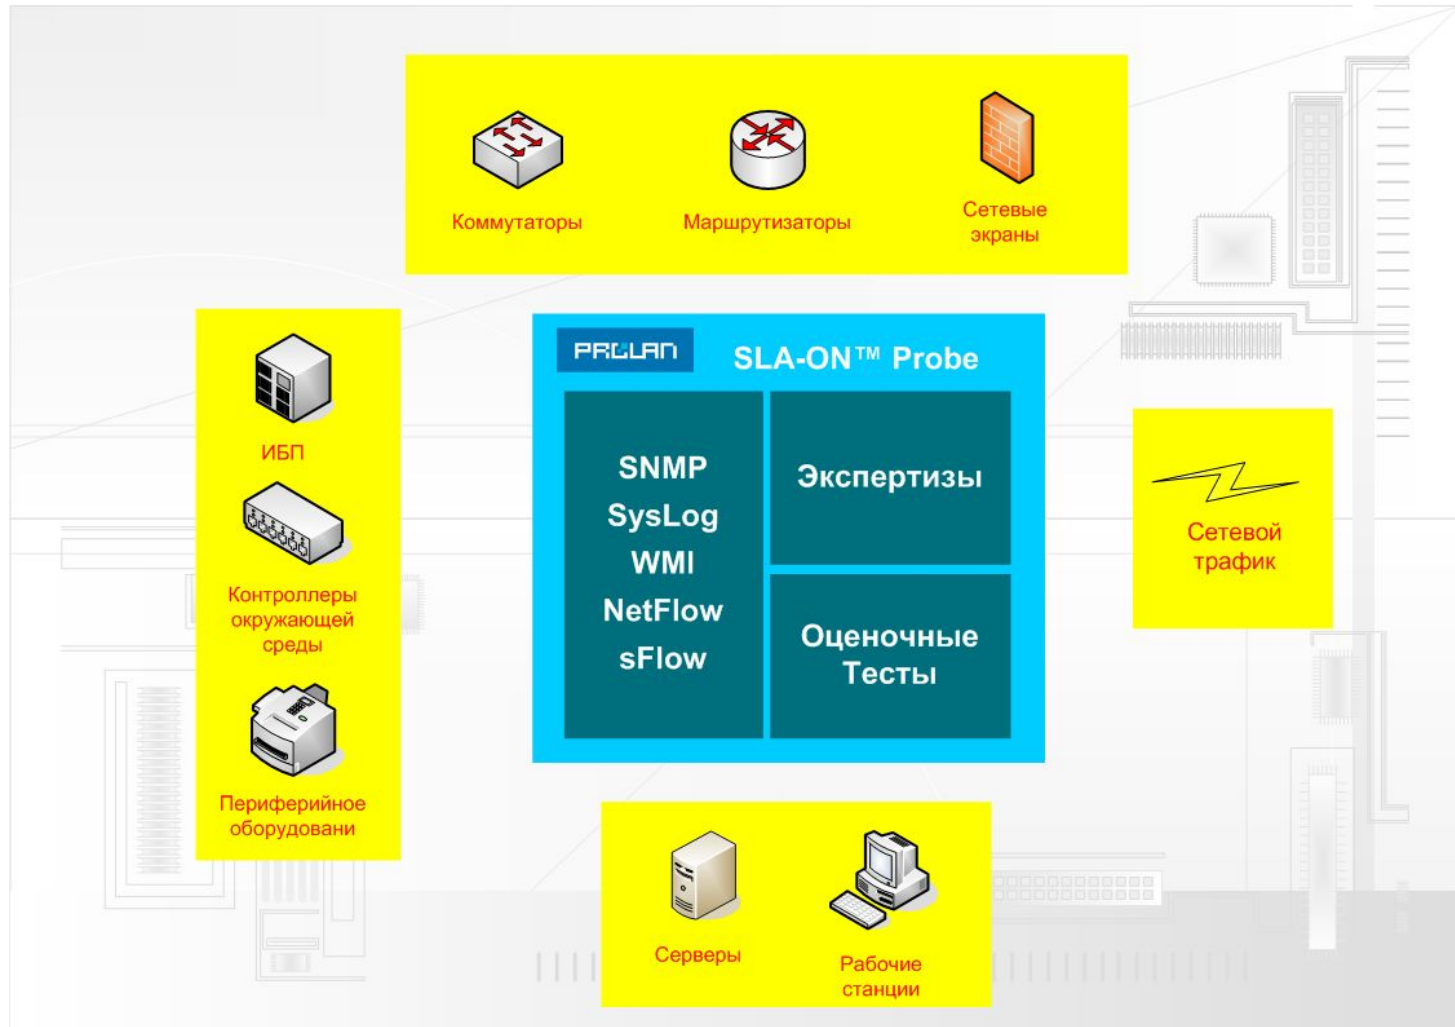 Коммутаторы
Маршрутизаторы
Сетевые
экраны
ИБП
Контроллеры
окружающей
среды
Периферийное
оборудовани
PROLAN
SLA-ON™ Probe
SNMP
SysLog
WMI
NetFlow
sFlow
Экспертизы
Оценочные
Тесты
Сетевой
трафик
Серверы
Рабочие
станции